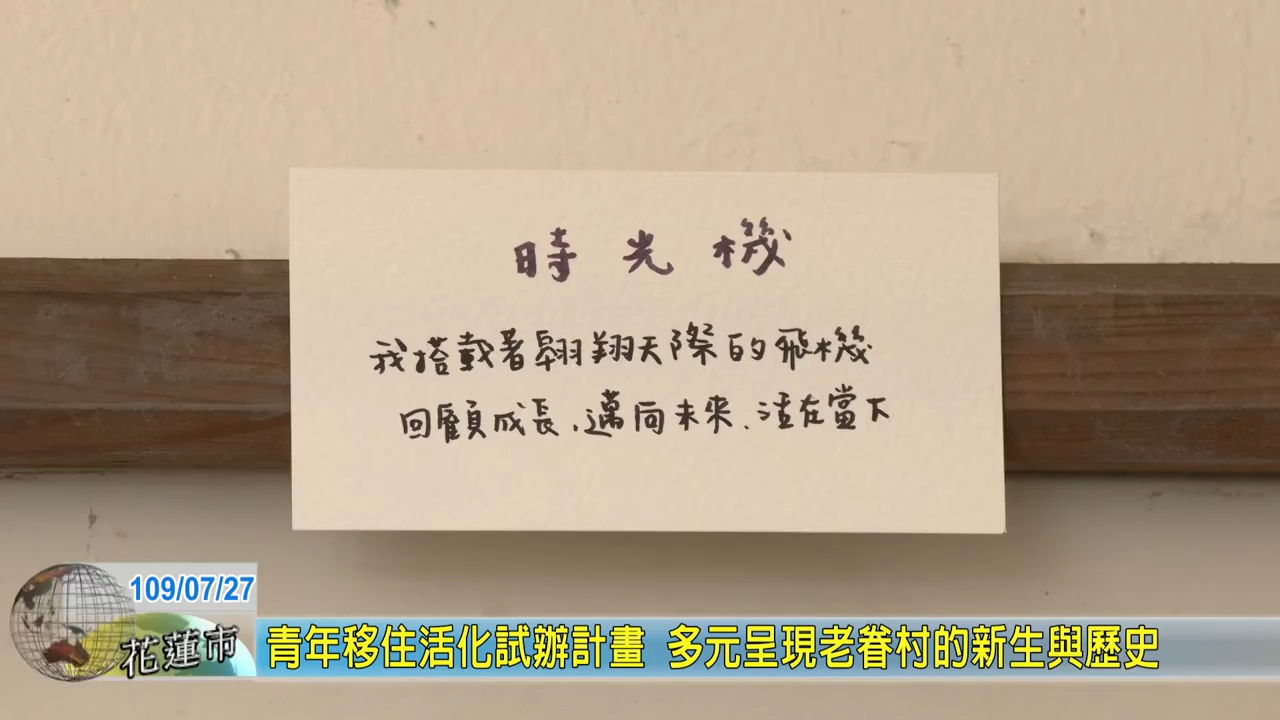 時光機
我搭載著翱翔天際的飛機
回顧成長、邁向未來、活在當下
109/07/27
花蓮市
青年移住活化試辦計畫 多元呈現老眷村的新生與歷史